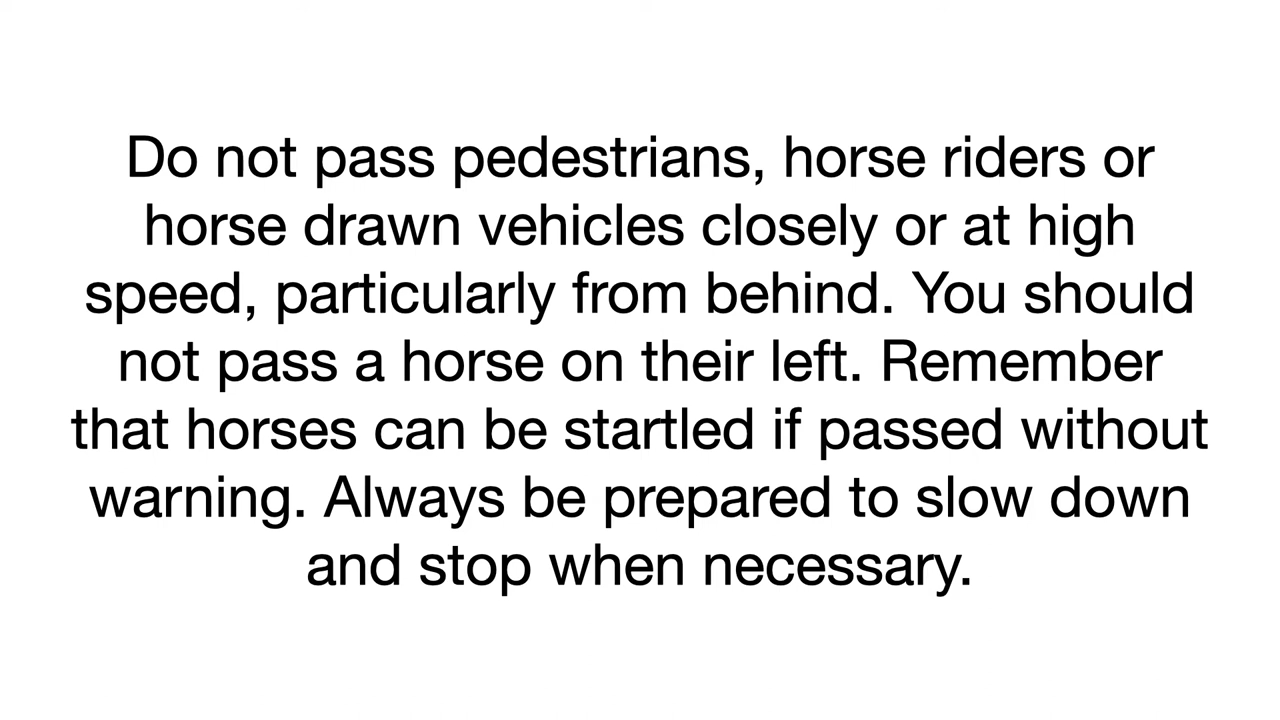 Do not pass pedestrians, horse riders or
horse drawn vehicles closely or at high
speed, particularly from behind. You should
not pass a horse on their left. Remember
that horses can be startled if passed without
warning. Always be prepared to slow down
and stop when necessary.